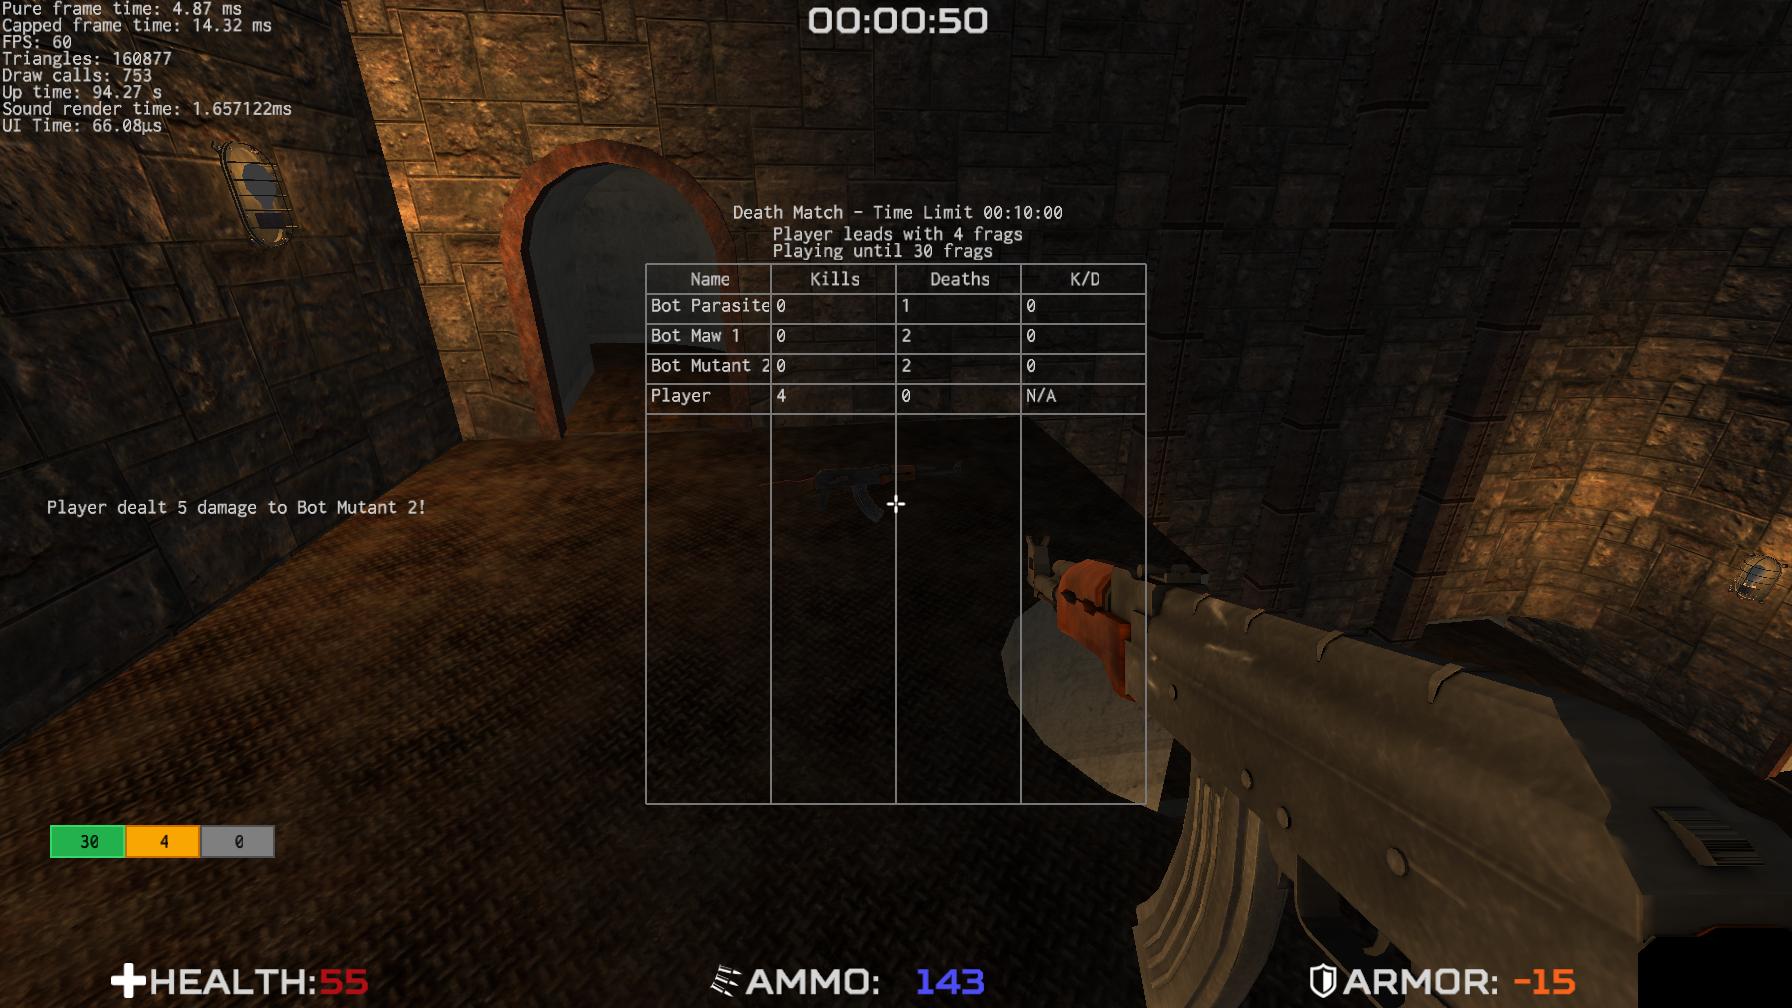 Pure frame time: 4.87 ms
Capped frame time: 14.32 ms
FPS: 60
Triangles: 160877
Draw calls: 753
Up time: 94.27 s
Sound render time: 1.657122ms
UI Time: 66.08µs
00:00:50
Death Match - Time Limit 00:10:00
Player leads with 4 frags
Playing until 30 frags
Name Kills Deaths K/D
Bot Parasite 0 1 0
Bot Maw 1 0 2 0
Bot Mutant 2 0 2 0
Player 4 0 N/A
Player dealt 5 damage to Bot Mutant 2!
30 4 0
HEALTH:55 AMMO: 143 ARMOR: -15